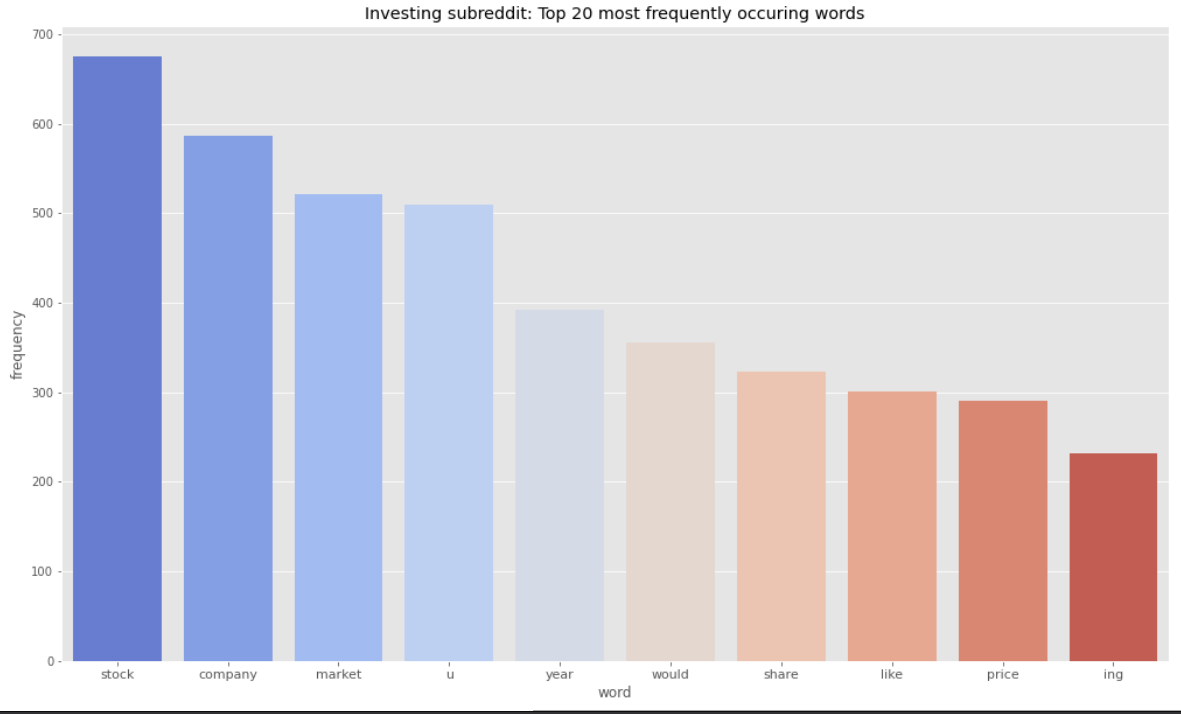 Investing subreddit: Top 20 most frequently occuring words
700
600
500
400
300
200
100
0
frequency
stock company market u year would share like price ing
word